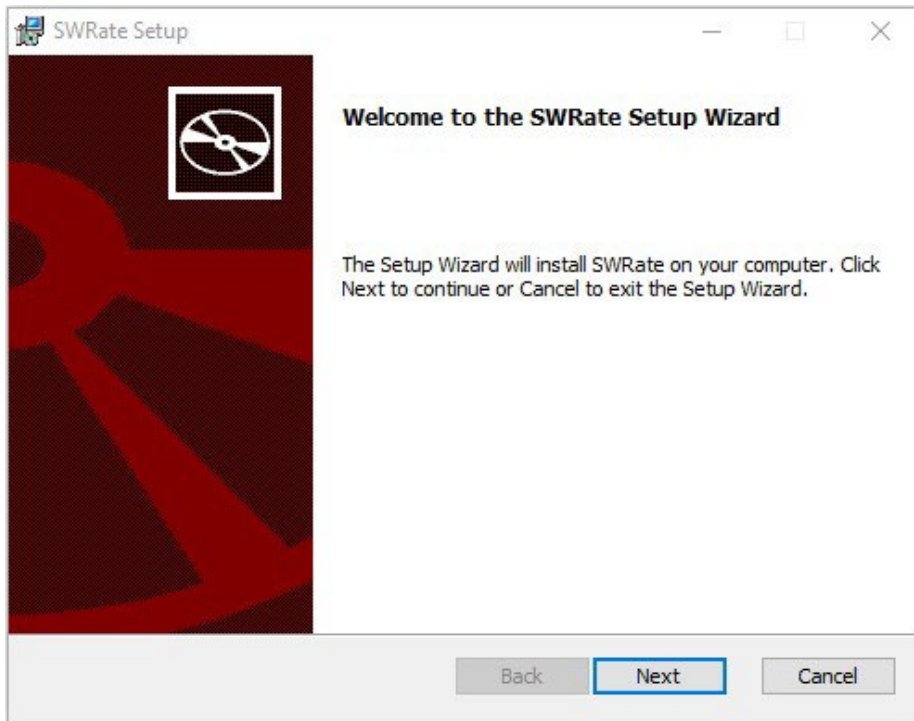 SWRate Setup
Welcome to the SWRate Setup Wizard
The Setup Wizard will install SWRate on your computer. Click
Next to continue or Cancel to exit the Setup Wizard.
Back
Next
Cancel